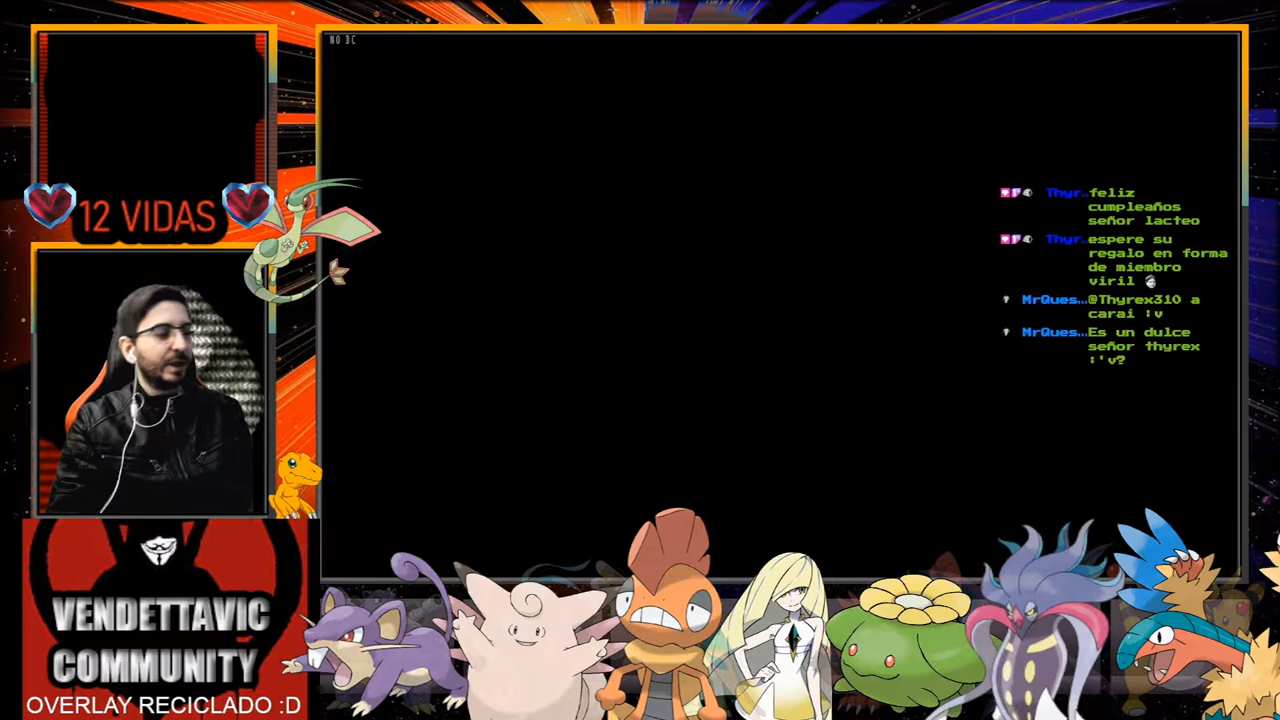 NO DC
12 VIDAS
Thyr..feliz
cumpleaños
señor lacteo
Thyr..espere su
regalo en forma
de miembro
viril
MrQues...@Thyrex310 a
carai :v
MrQues...Es un dulce
señor thyrex
:'v?
VENDETTAVIC
COMMUNITY
OVERLAY RECICLADO :D